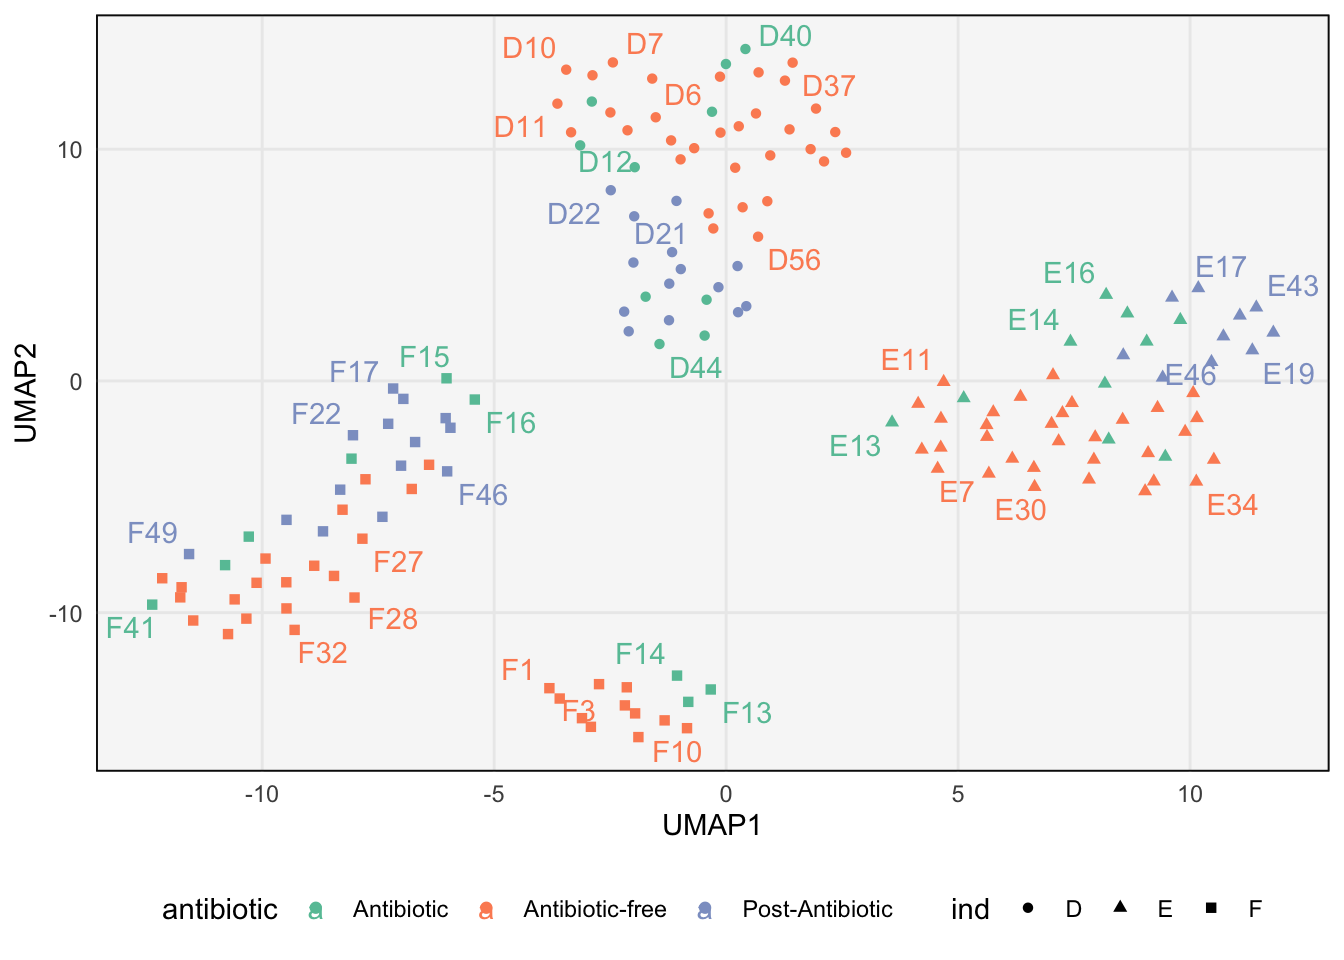 D40
D7
D10
D37
D6
D11
D12
D22
D21
D56
D44
E16
E17
E43
E14
E11
E46
E19
E13
E7
E30
E34
F15
F17
F22
F16
F46
F49
F27
F41
F28
F32
F14
F1
F3
F13
F10
10
0
-10
UMAP2
-10
-5
0
5
10
UMAP1
antibiotic a Antibiotic a Antibiotic-free a Post-Antibiotic ind D E F